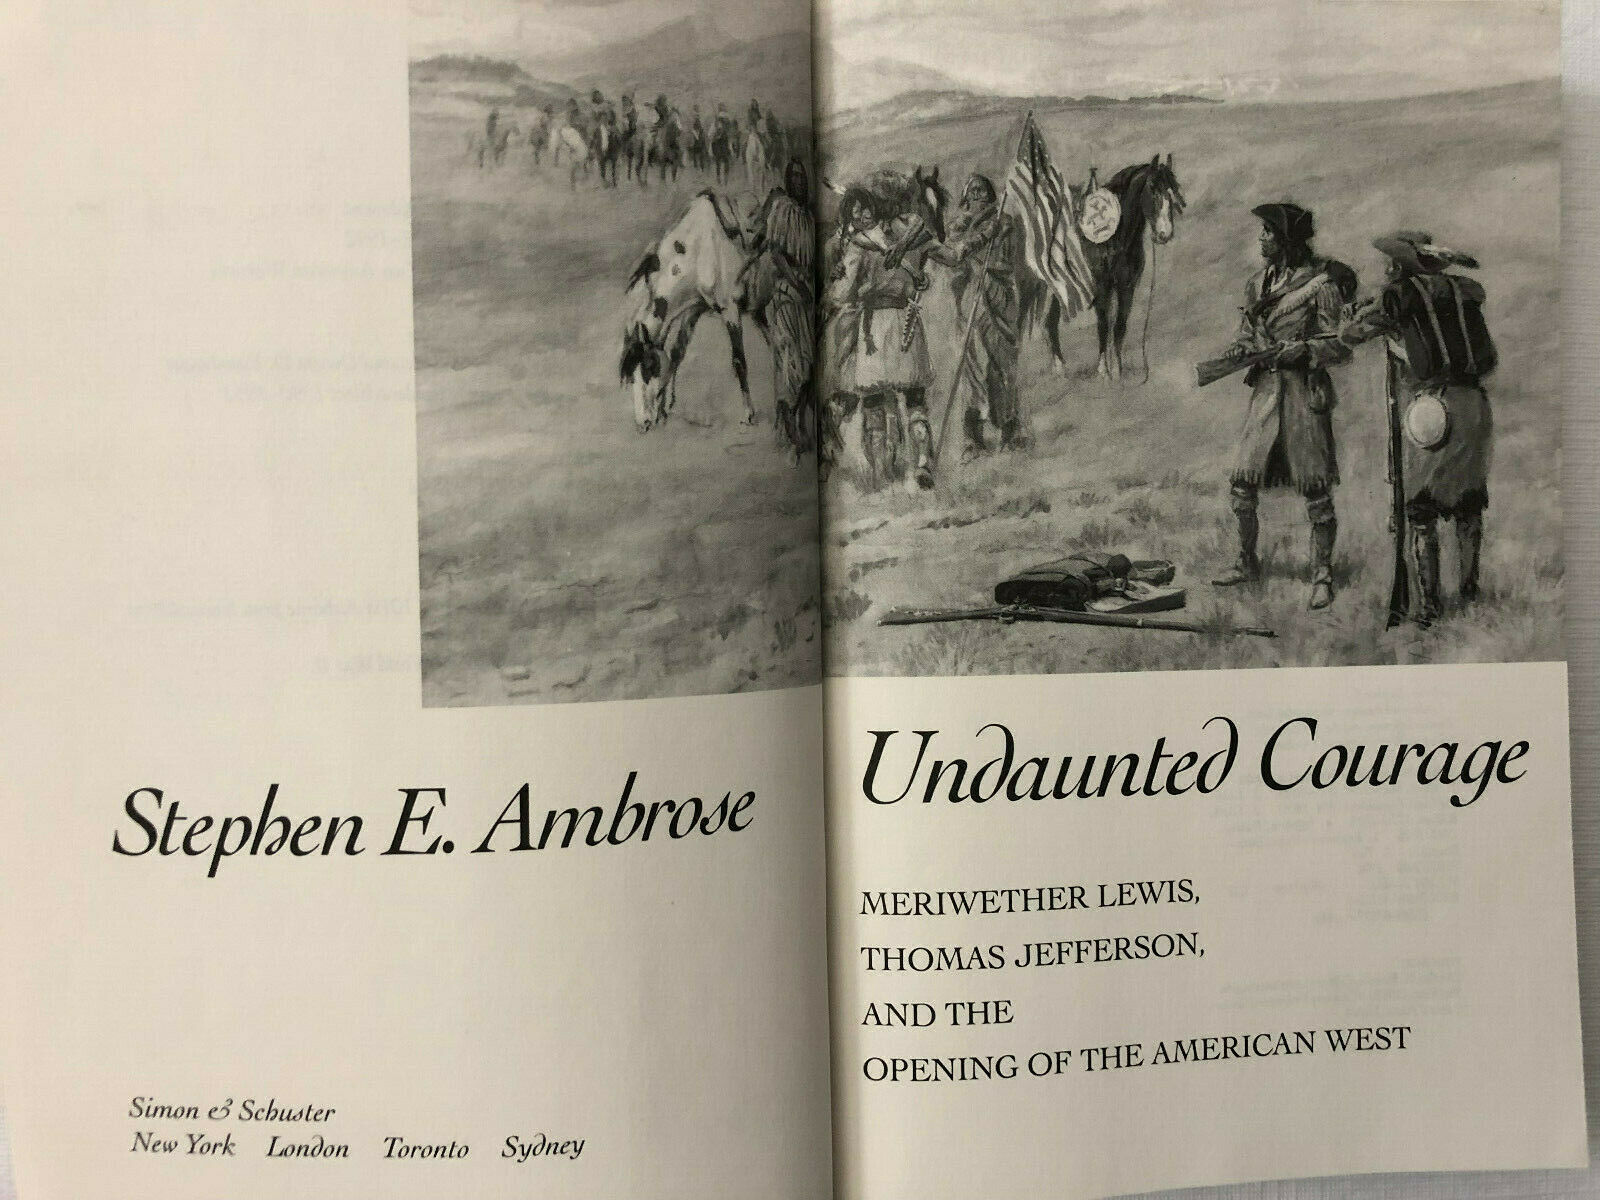 Stephen E. Ambrose
Simon & Schuster
New York London Toronto Sydney
Undaunted Courage
MERIWETHER LEWIS,
THOMAS JEFFERSON,
AND THE
OPENING OF THE AMERICAN WEST